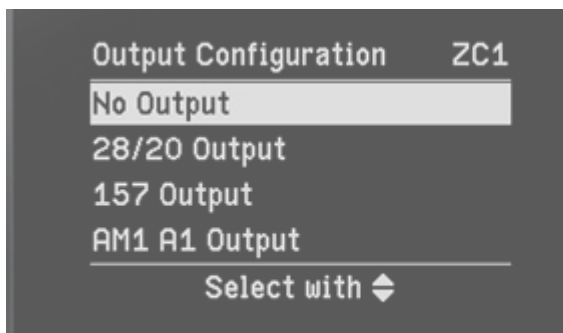 Output Configuration ZC1
No Output
28/20 Output
157 Output
AM1 A1 Output
Select with